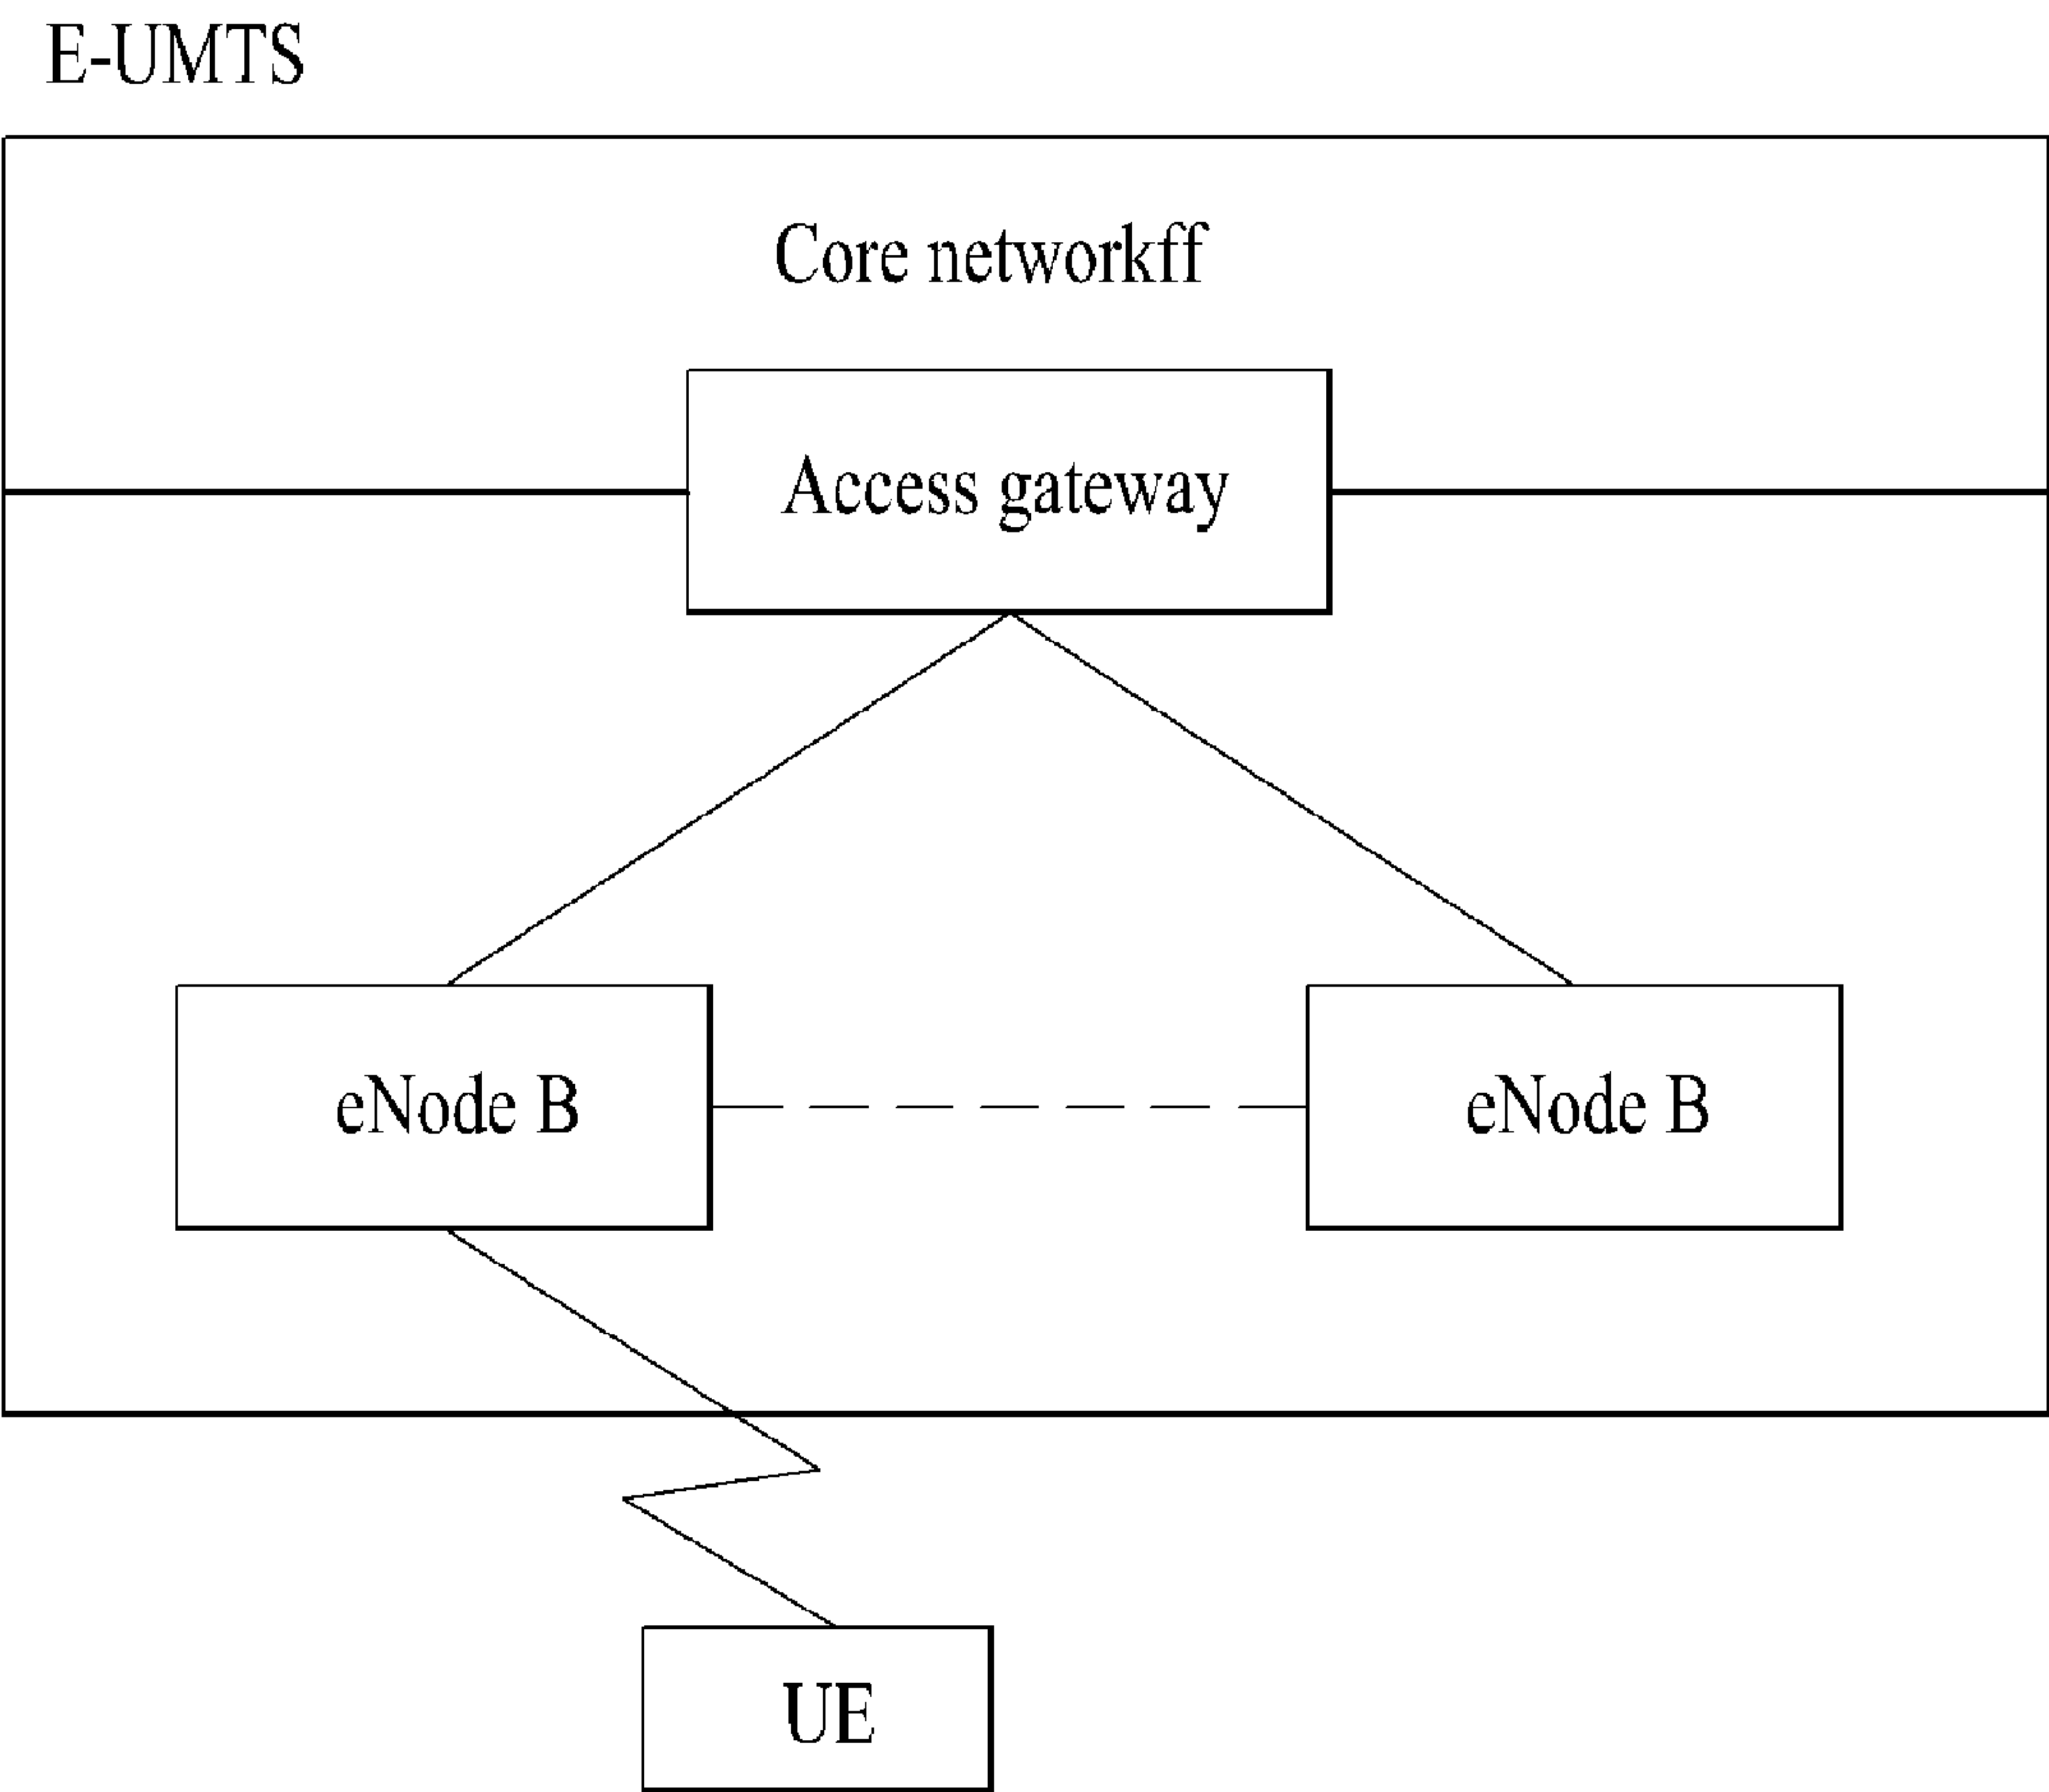 E-UMTS
Core networkff
Access gateway
eNode B
eNode B
UE